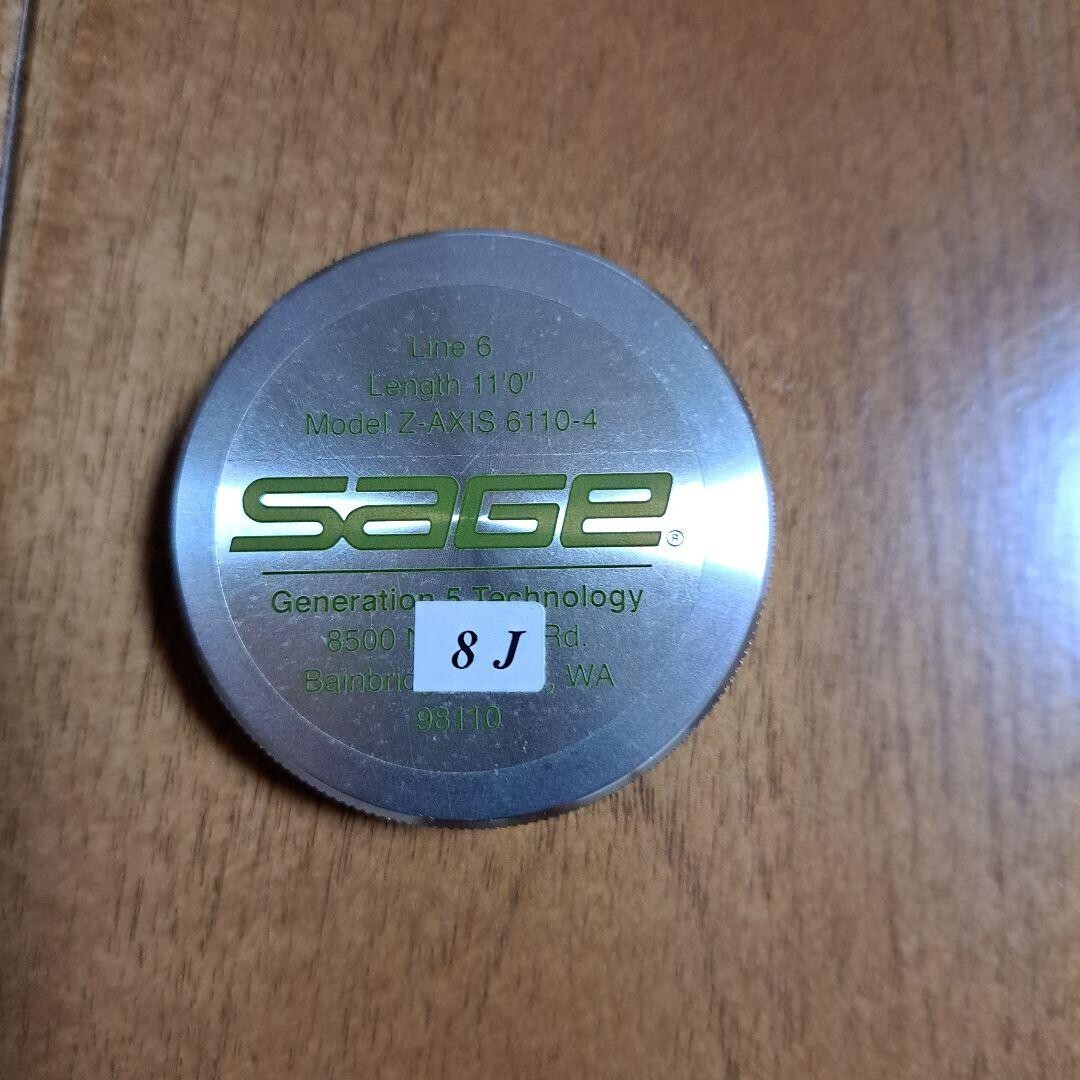 Line 6
Length 11'0"
Model Z-AXIS 6110-4
SAGE®
Generation 5 Technology
8500 Rd.
8 J
WA
98110